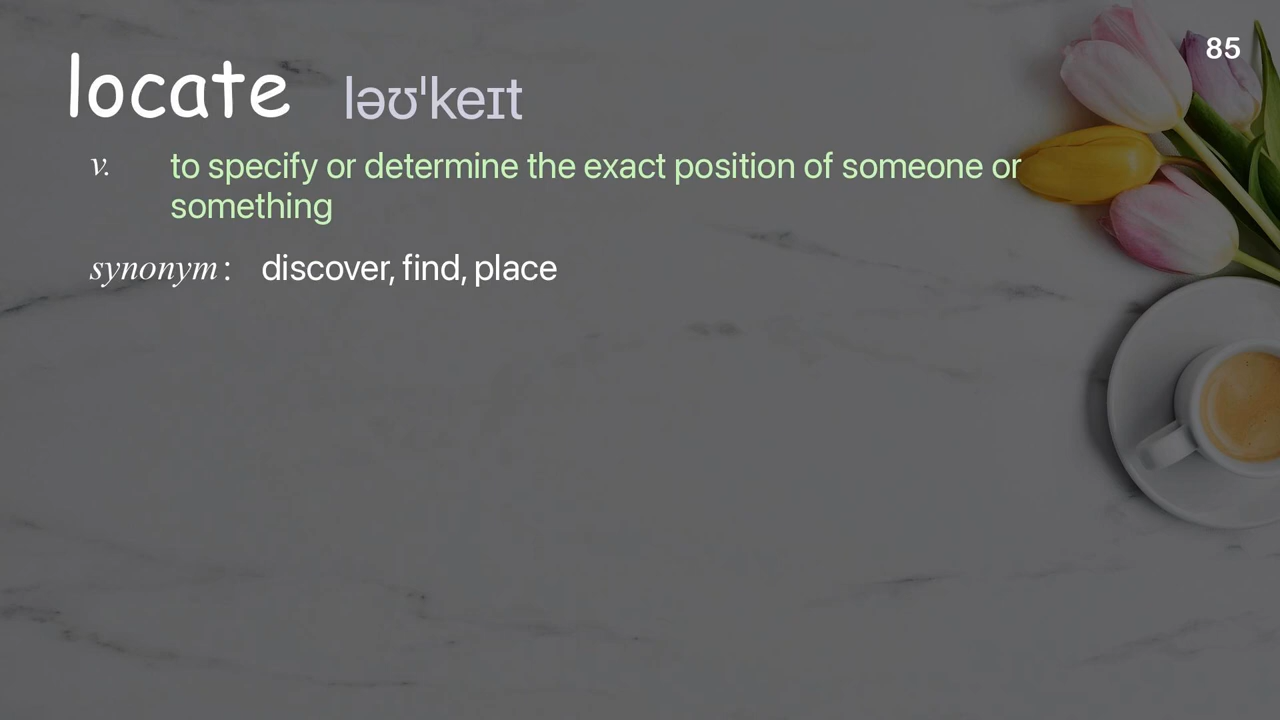 85
locate ləʊˈkeɪt
v. to specify or determine the exact position of someone or
something
synonym: discover, find, place